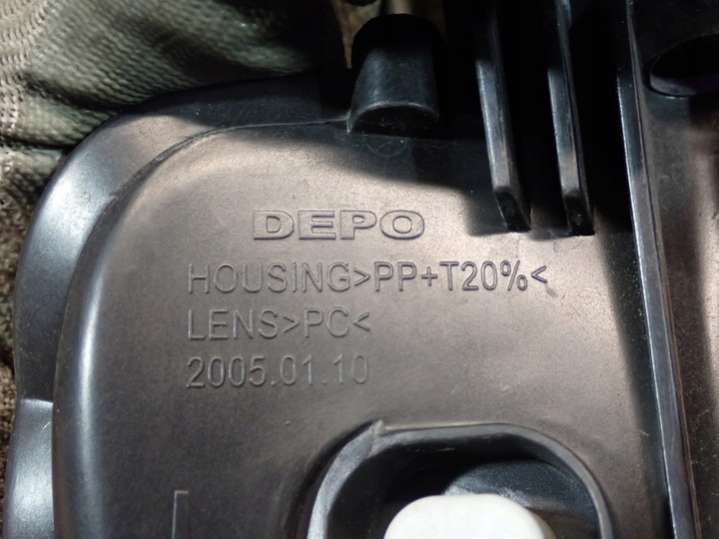 DEPO
HOUSING>PP+T20%<
LENS>PC<
2005.01.10